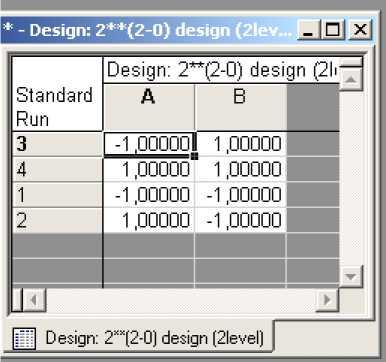 * - Design: 2**(2-0) design (2lev...
Design: 2**(2-0) design (2l
Standard Run A B
3 -1,00000 1,00000
4 1,00000 1,00000
1 -1,00000 -1,00000
2 1,00000 -1,00000
Design: 2**(2-0) design (2level)